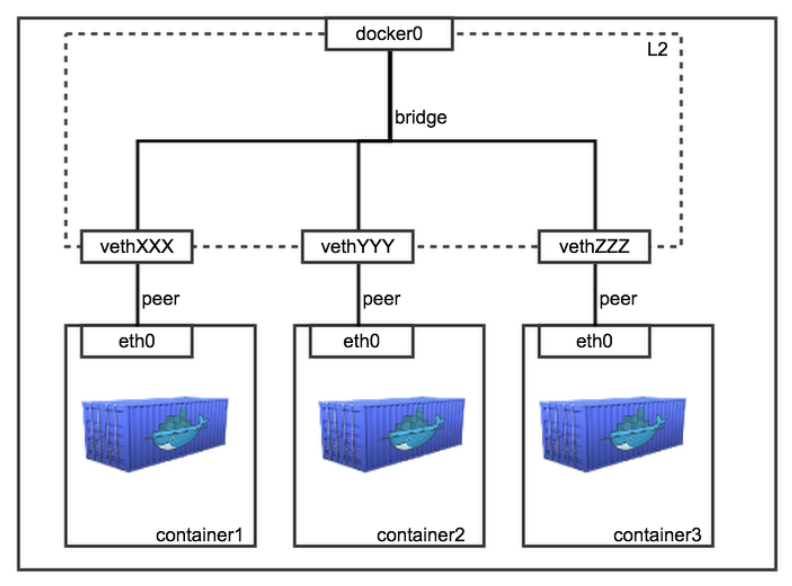 docker0
L2
bridge
vethXXX
vethYYY
vethZZZ
peer
peer
peer
eth0
eth0
eth0
container1
container2
container3